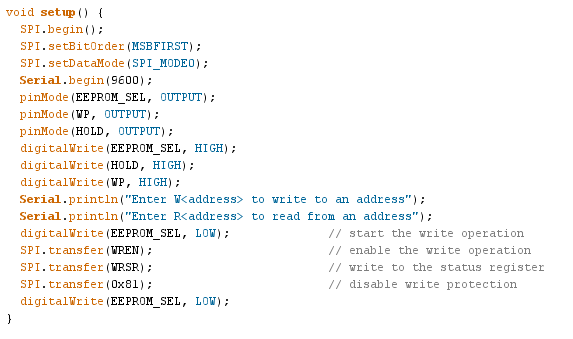 void setup() {
  SPI.begin();
  SPI.setBitOrder(MSBFIRST);
  SPI.setDataMode(SPI_MODE0);
  Serial.begin(9600);
  pinMode(EEPROM_SEL, OUTPUT);
  pinMode(WP, OUTPUT);
  pinMode(HOLD, OUTPUT);
  digitalWrite(EEPROM_SEL, HIGH);
  digitalWrite(HOLD, HIGH);
  digitalWrite(WP, HIGH);
  Serial.println("Enter W<address> to write to an address");
  Serial.println("Enter R<address> to read from an address");
  digitalWrite(EEPROM_SEL, LOW);              // start the write operation
  SPI.transfer(WREN);                         // enable the write operation
  SPI.transfer(WRSR);                         // write to the status register
  SPI.transfer(0x81);                         // disable write protection
  digitalWrite(EEPROM_SEL, LOW);
}